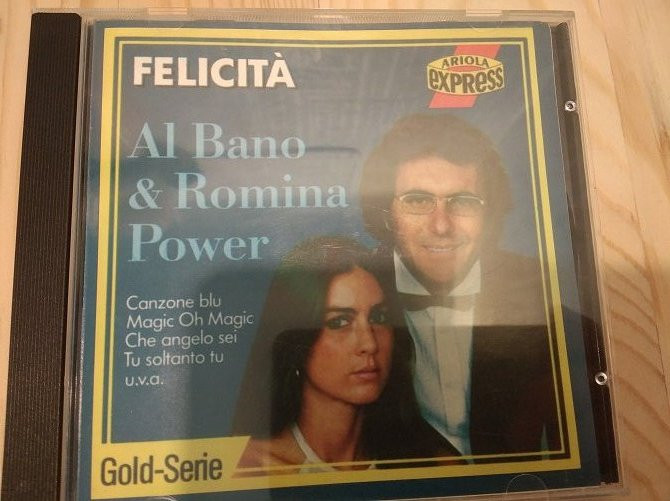 FELICITÀ
ARIOLA
EXPRESS
Al Bano
& Romina
Power
Canzone blu
Magic Oh Magic
Che angelo sei
Tu soltanto tu
u.v.a.
Gold-Serie